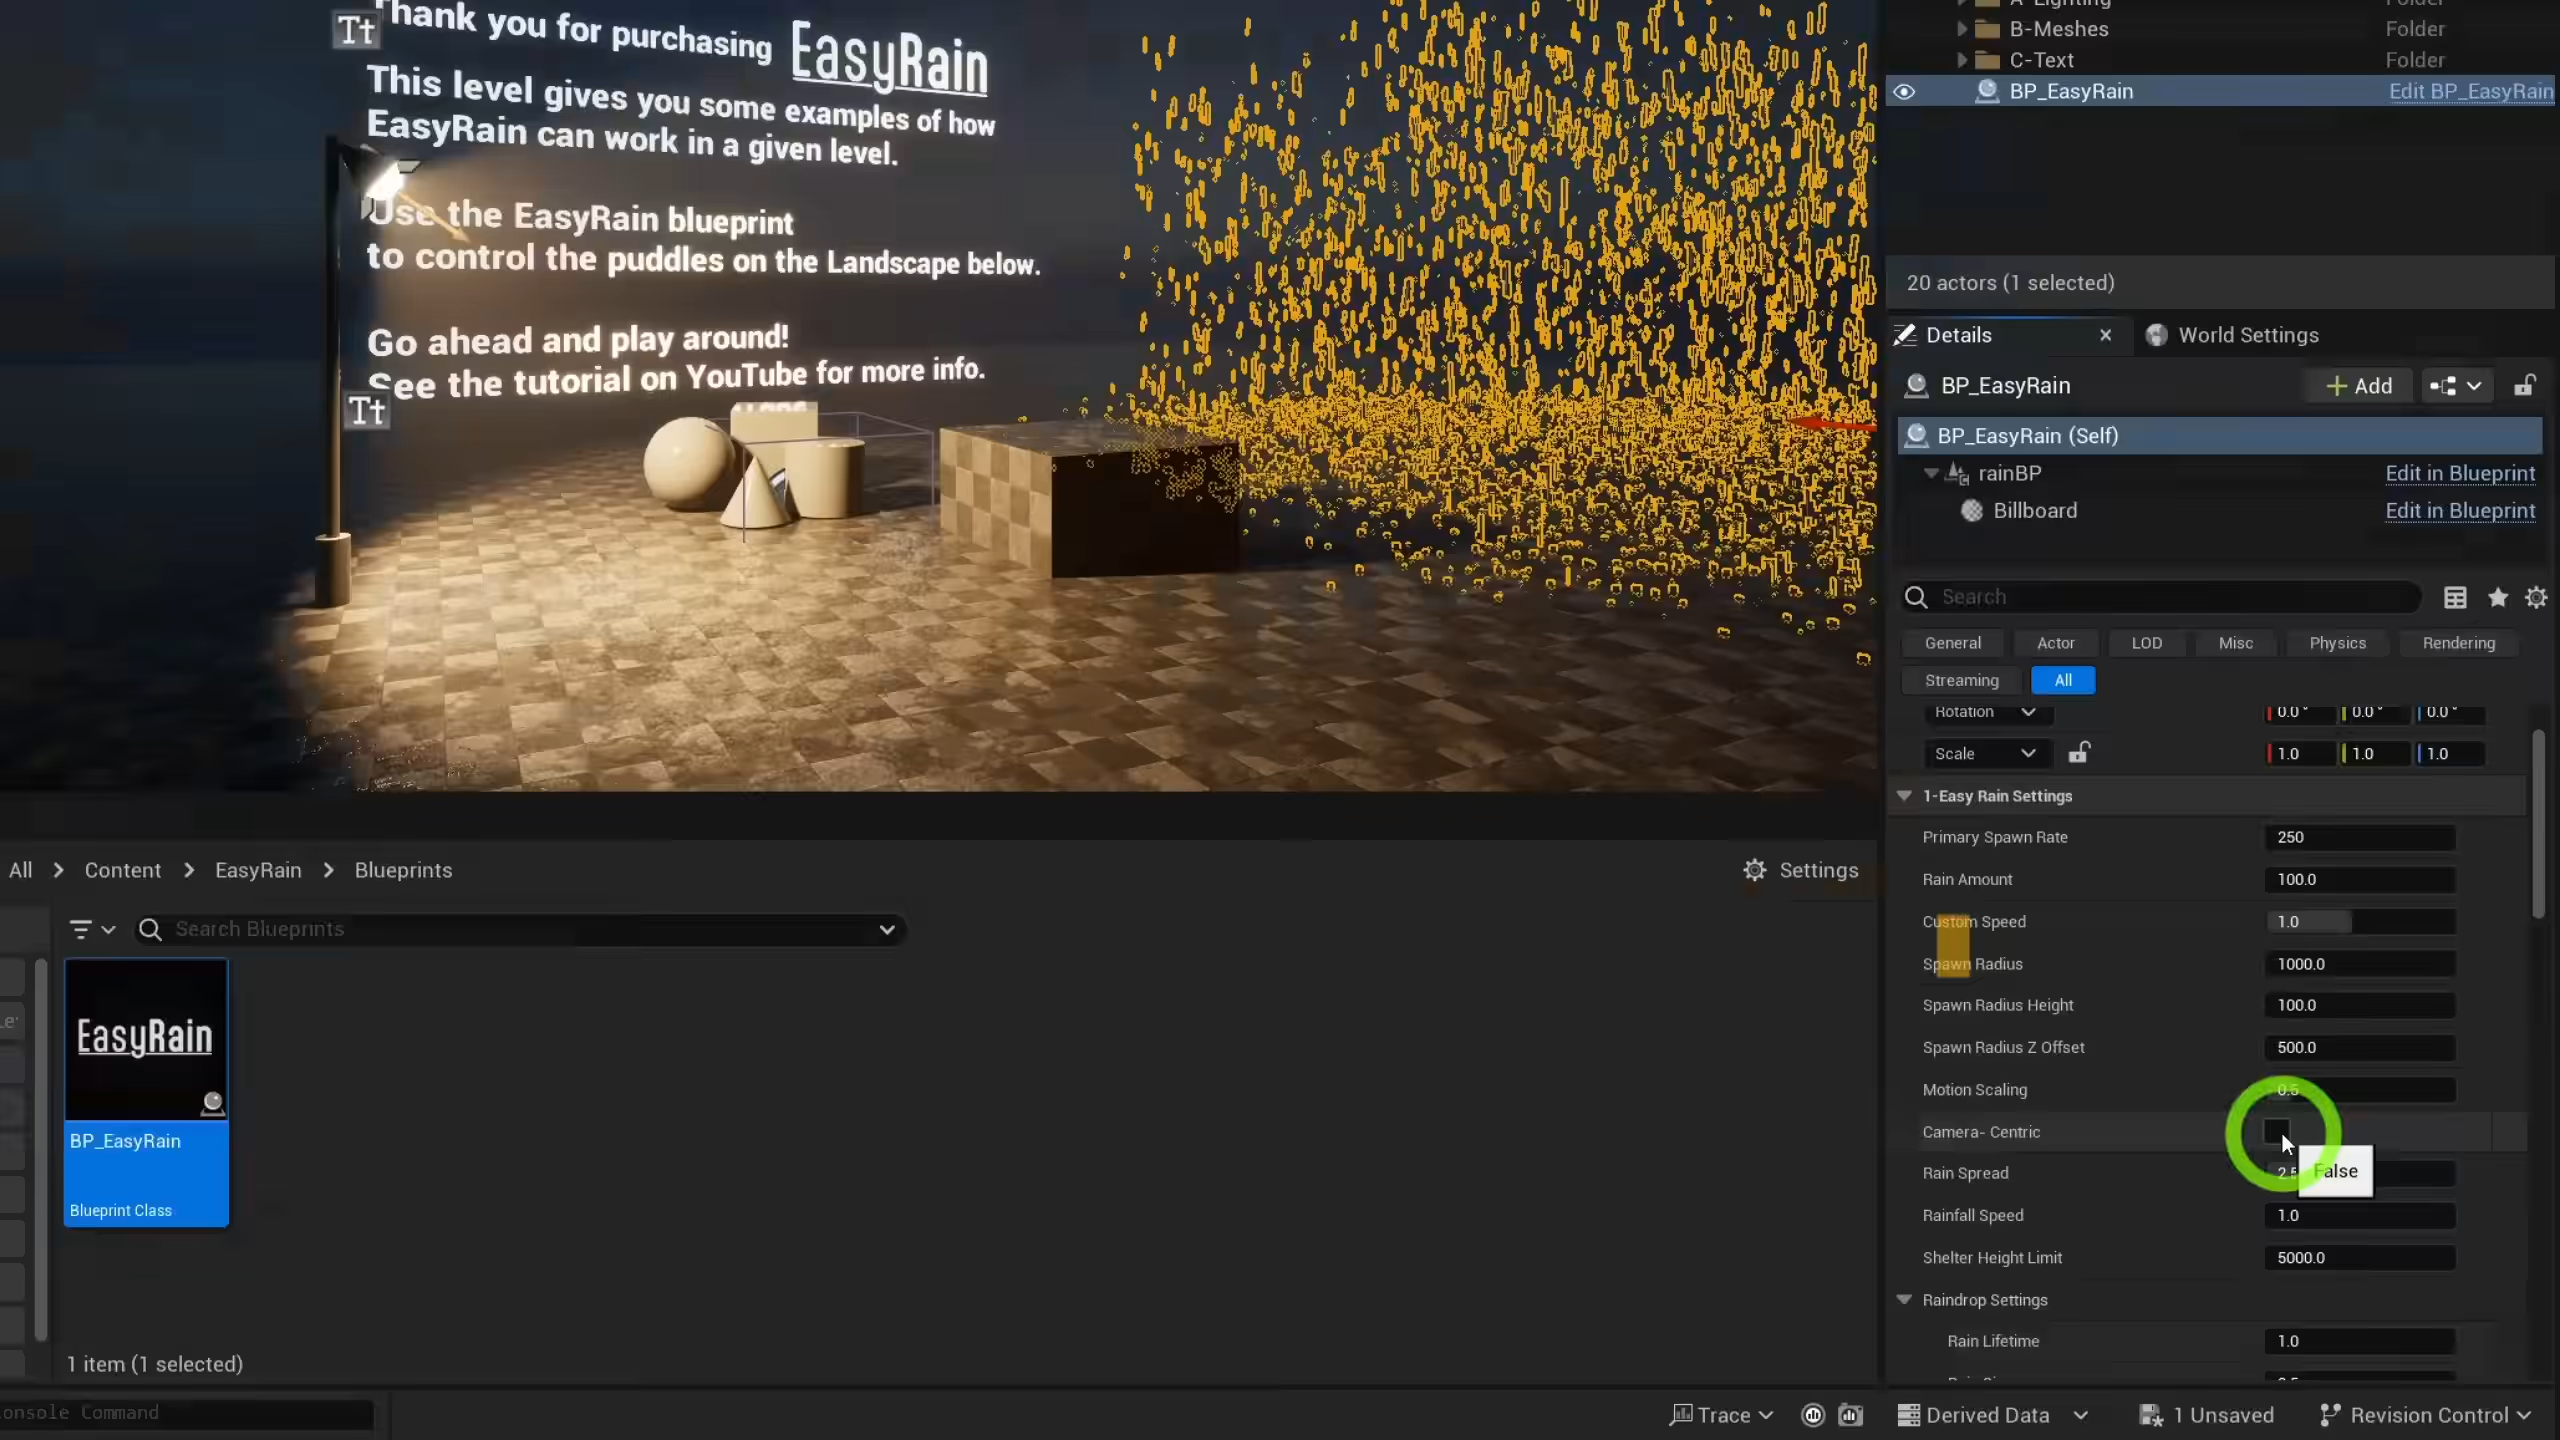 Thank you for purchasing EasyRain
This level gives you some examples of how
EasyRain can work in a given level.
Use the EasyRain blueprint
to control the puddles on the Landscape below.
Go ahead and play around!
See the tutorial on YouTube for more info.
Tt
Tt
A-Lighting Folder
B-Meshes Folder
C-Text Folder
BP_EasyRain Edit BP_EasyRain
20 actors (1 selected)
Details World Settings
BP_EasyRain Add
BP_EasyRain (Self)
rainBP Edit in Blueprint
Billboard Edit in Blueprint
Search
General Actor LOD Misc Physics Rendering
Streaming All
Rotation 0.0° 0.0° 0.0°
Scale 1.0 1.0 1.0
1-Easy Rain Settings
Primary Spawn Rate 250
Rain Amount 100.0
Custom Speed 1.0
Spawn Radius 1000.0
Spawn Radius Height 100.0
Spawn Radius Z Offset 500.0
Motion Scaling 0.5
Camera- Centric
False
Rain Spread
Rainfall Speed 1.0
Shelter Height Limit 5000.0
Raindrop Settings
Rain Lifetime 1.0
All > Content > EasyRain > Blueprints Settings
Search Blueprints
EasyRain
BP_EasyRain
Blueprint Class
1 item (1 selected)
onsole Command
Trace Derived Data 1 Unsaved Revision Control